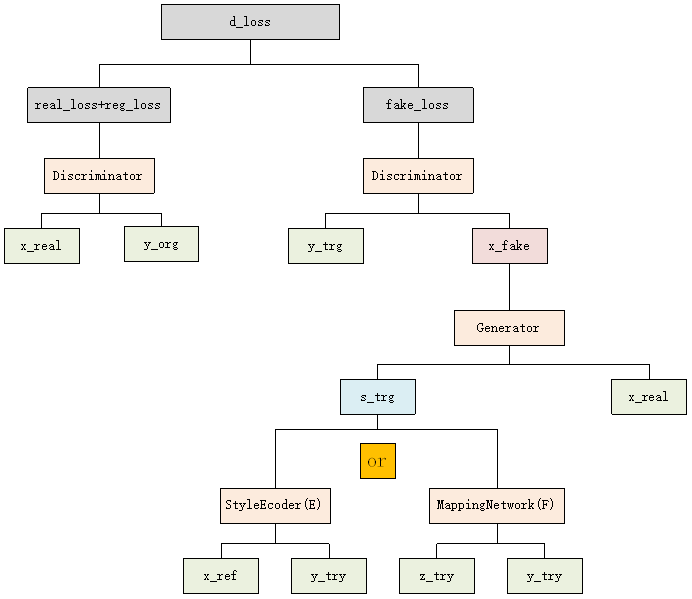 d_loss
real_loss+reg_loss
fake_loss
Discriminator
Discriminator
x_real
y_org
y_trg
x_fake
Generator
s_trg
x_real
or
StyleEcoder(E)
MappingNetwork(F)
x_ref
y_try
z_try
y_try